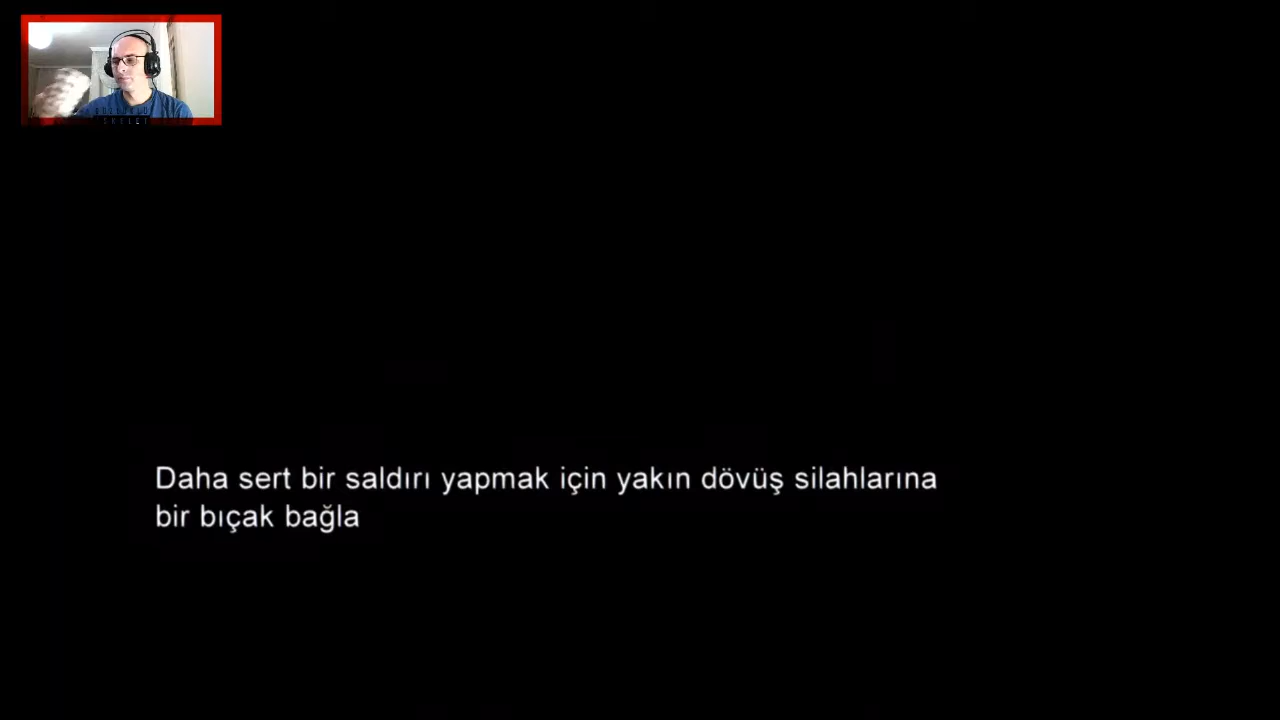 Daha sert bir saldırı yapmak için yakın dövüş silahlarına
bir bıçak bağla